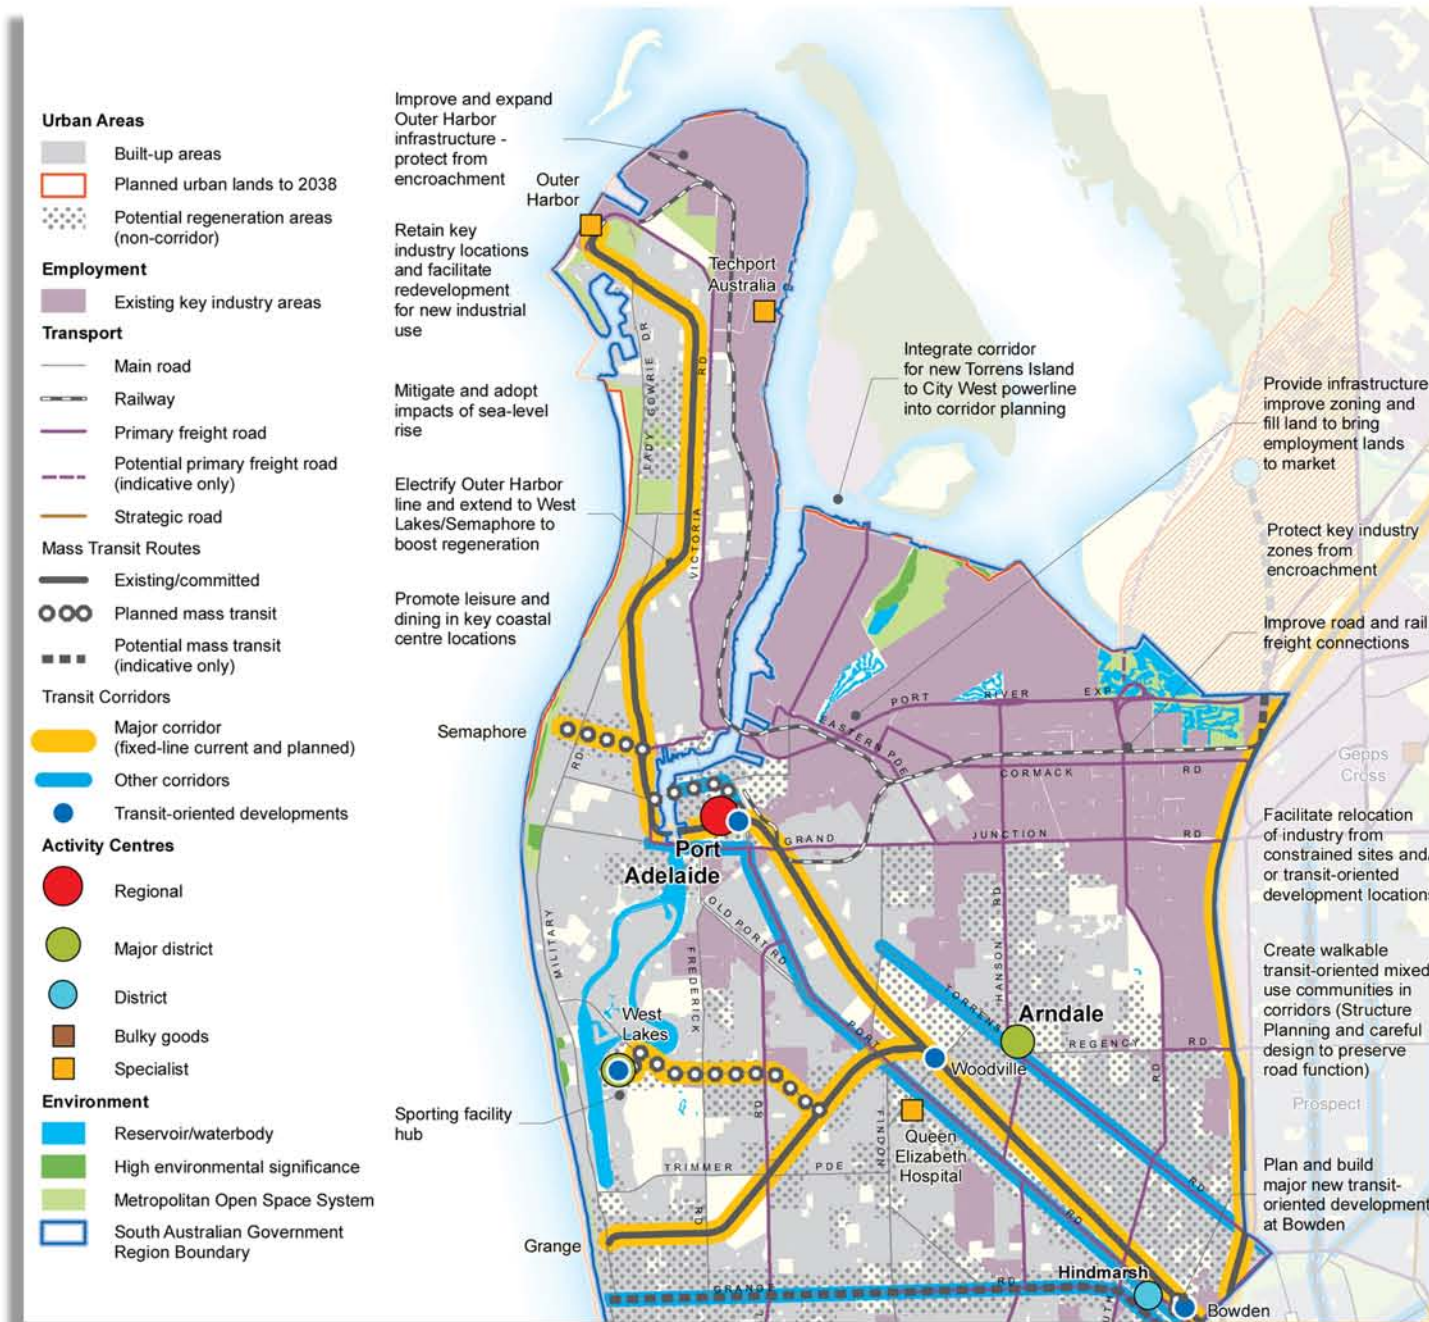 Urban Areas
Built-up areas
Planned urban lands to 2038
Potential regeneration areas
(non-corridor)
Employment
Existing key industry areas
Transport
Main road
Railway
Primary freight road
Potential primary freight road
(indicative only)
Strategic road
Mass Transit Routes
Existing/committed
Planned mass transit
Potential mass transit
(indicative only)
Transit Corridors
Major corridor
(fixed-line current and planned)
Other corridors
Transit-oriented developments
Activity Centres
Regional
Major district
District
Bulky goods
Specialist
Environment
Reservoir/waterbody
High environmental significance
Metropolitan Open Space System
South Australian Government
Region Boundary
Improve and expand
Outer Harbor
infrastructure -
protect from
encroachment
Retain key
industry locations
and facilitate
redevelopment
for new industrial
use
Mitigate and adopt
impacts of sea-level
rise
Electrify Outer Harbor
line and extend to West
Lakes/Semaphore to
boost regeneration
Promote leisure and
dining in key coastal
centre locations
Sporting facility
hub
Outer
Harbor
Techport
Australia
LADY GOWRIE DR
VICTORIA RD
Integrate corridor
for new Torrens Island
to City West powerline
into corridor planning
Provide infrastructure
improve zoning and
fill land to bring
employment lands
to market
Protect key industry
zones from
encroachment
Improve road and rail
freight connections
Facilitate relocation
of industry from
constrained sites and/
or transit-oriented
development locations
Create walkable
transit-oriented mixed
use communities in
corridors (Structure
Planning and careful
design to preserve
road function)
Plan and build
major new transit-
oriented development
at Bowden
Semaphore
RD
PORT RIVER EXP
EASTERN PDE
CORMACK RD
Gepps
Cross
GRAND JUNCTION RD
Port
Adelaide
OLD PORT RD
MILITARY
FREDERICK
RD
HANSON RD
TORRENS
RD
Arndale
REGENCY RD
RD
West
Lakes
PORT
RD
Woodville
Prospect
Queen
Elizabeth
Hospital
FINDON
RD
TRIMMER PDE
Grange
GRANGE RD
Hindmarsh
Bowden